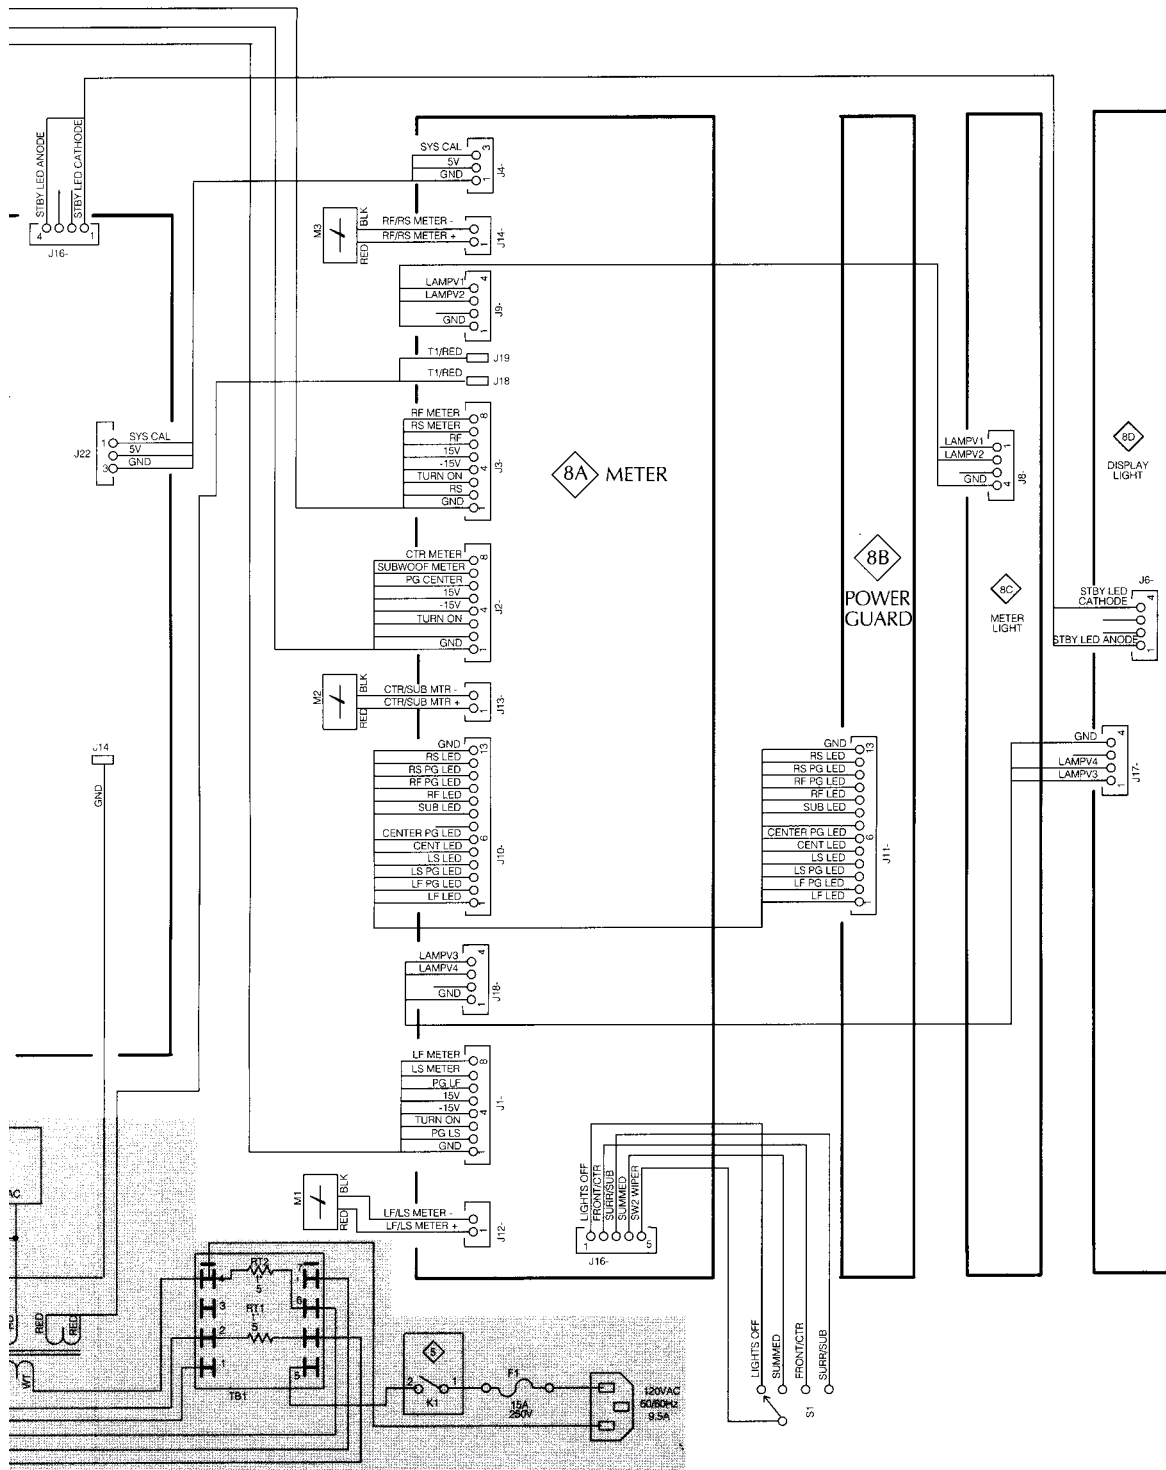 STBY LED ANODE
STBY LED CATHODE
4
1
J16-
SYS CAL
5V
GND
3
1
J4-
M3
BLK
RED
RF/RS METER -
RF/RS METER +
1
J14-
LAMPV1
LAMPV2
GND
4
1
J9-
T1/RED
J19
T1/RED
J18
J22
1
3
SYS CAL
5V
GND
RF METER
RS METER
RF
15V
-15V
TURN ON
RS
GND
8
4
1
J3-
8A METER
LAMPV1
LAMPV2
GND
1
4
J8-
8D
DISPLAY
LIGHT
CTR METER
SUBWOOF METER
PG CENTER
15V
-15V
TURN ON
GND
8
4
1
J2-
8B
POWER
GUARD
8C
METER
LIGHT
J6-
STBY LED
CATHODE
STBY LED ANODE
4
1
M2
BLK
RED
CTR/SUB MTR -
CTR/SUB MTR +
1
J13-
J14
GND
GND
RS LED
RS PG LED
RF PG LED
RF LED
SUB LED
CENTER PG LED
CENT LED
LS LED
LS PG LED
LF PG LED
LF LED
13
6
1
J10-
GND
RS LED
RS PG LED
RF PG LED
RF LED
SUB LED
CENTER PG LED
CENT LED
LS LED
LS PG LED
LF PG LED
LF LED
13
6
1
J11-
GND
LAMPV4
LAMPV3
4
1
J17-
LAMPV3
LAMPV4
GND
4
1
J18-
LF METER
LS METER
PG LF
15V
-15V
TURN ON
PG LS
GND
8
4
1
J1-
M1
BLK
RED
LF/LS METER -
LF/LS METER +
1
J12-
LIGHTS OFF
FRONT/CTR
SURR/SUB
SUMMED
SW2 WIPER
1
5
J16-
RED
RED
WT
4
3
2
1
RT2
5
RT1
5
7
6
5
TB1
5
2
1
K1
F1
15A
250V
120VAC
50/60Hz
9.5A
LIGHTS OFF
SUMMED
FRONT/CTR
SURR/SUB
S1